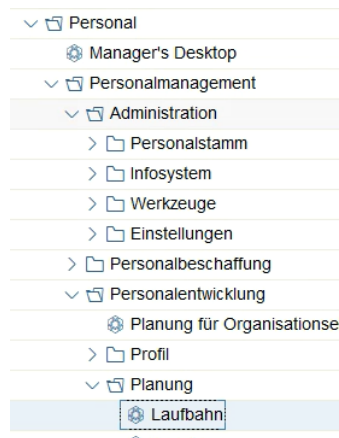 Personal
Manager's Desktop
Personalmanagement
Administration
Personalstamm
Infosystem
Werkzeuge
Einstellungen
Personalbeschaffung
Personalentwicklung
Planung für Organisationse
Profil
Planung
Laufbahn